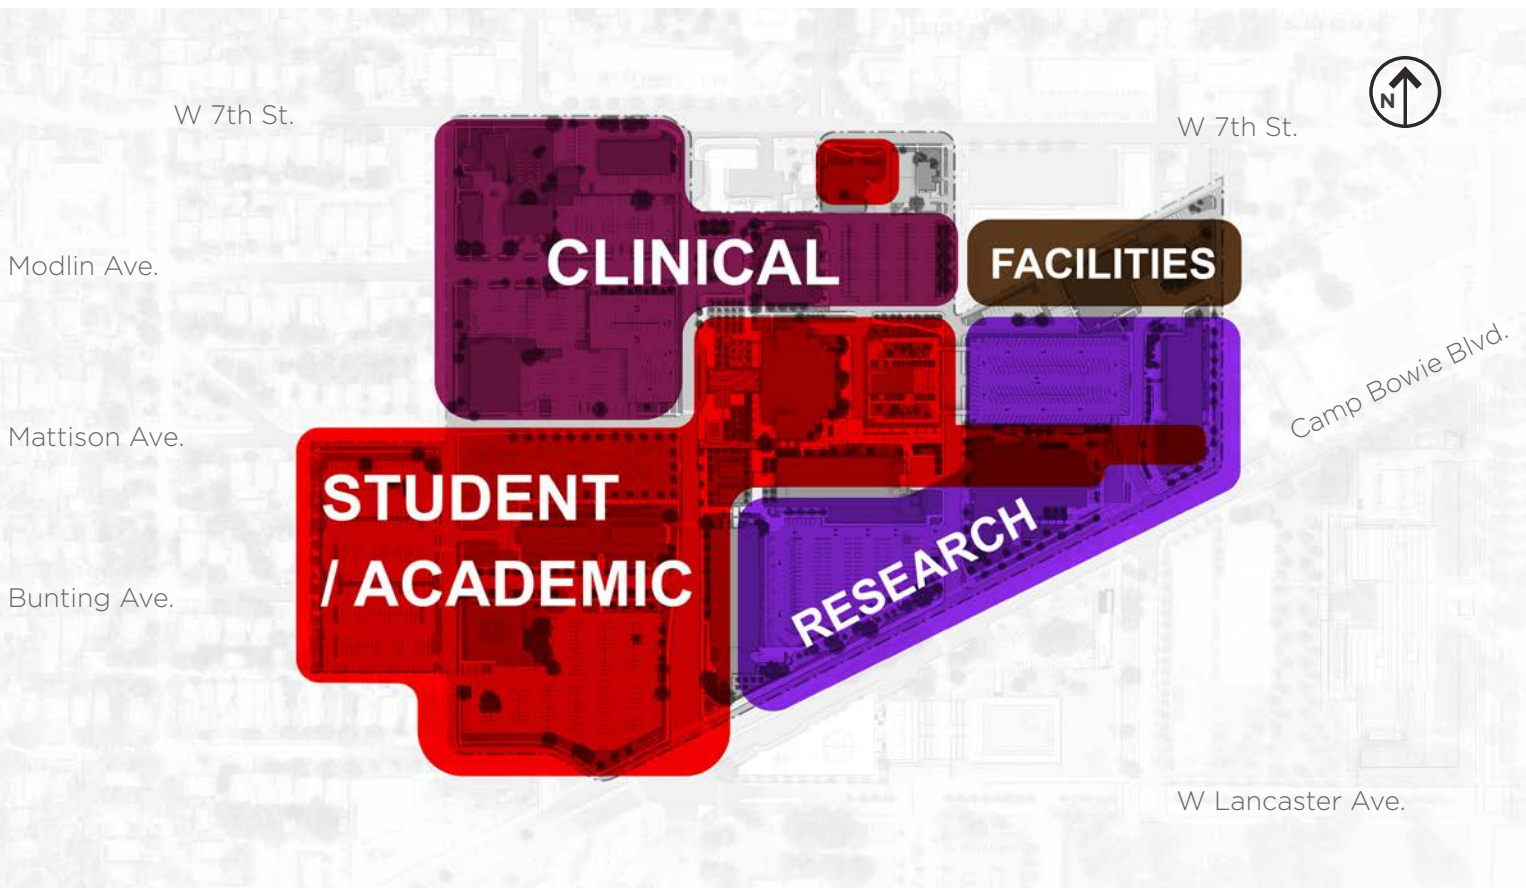 W 7th St.
W 7th St.
N
Modlin Ave.
CLINICAL
FACILITIES
Camp Bowie Blvd.
Mattison Ave.
STUDENT
/ ACADEMIC
RESEARCH
Bunting Ave.
W Lancaster Ave.